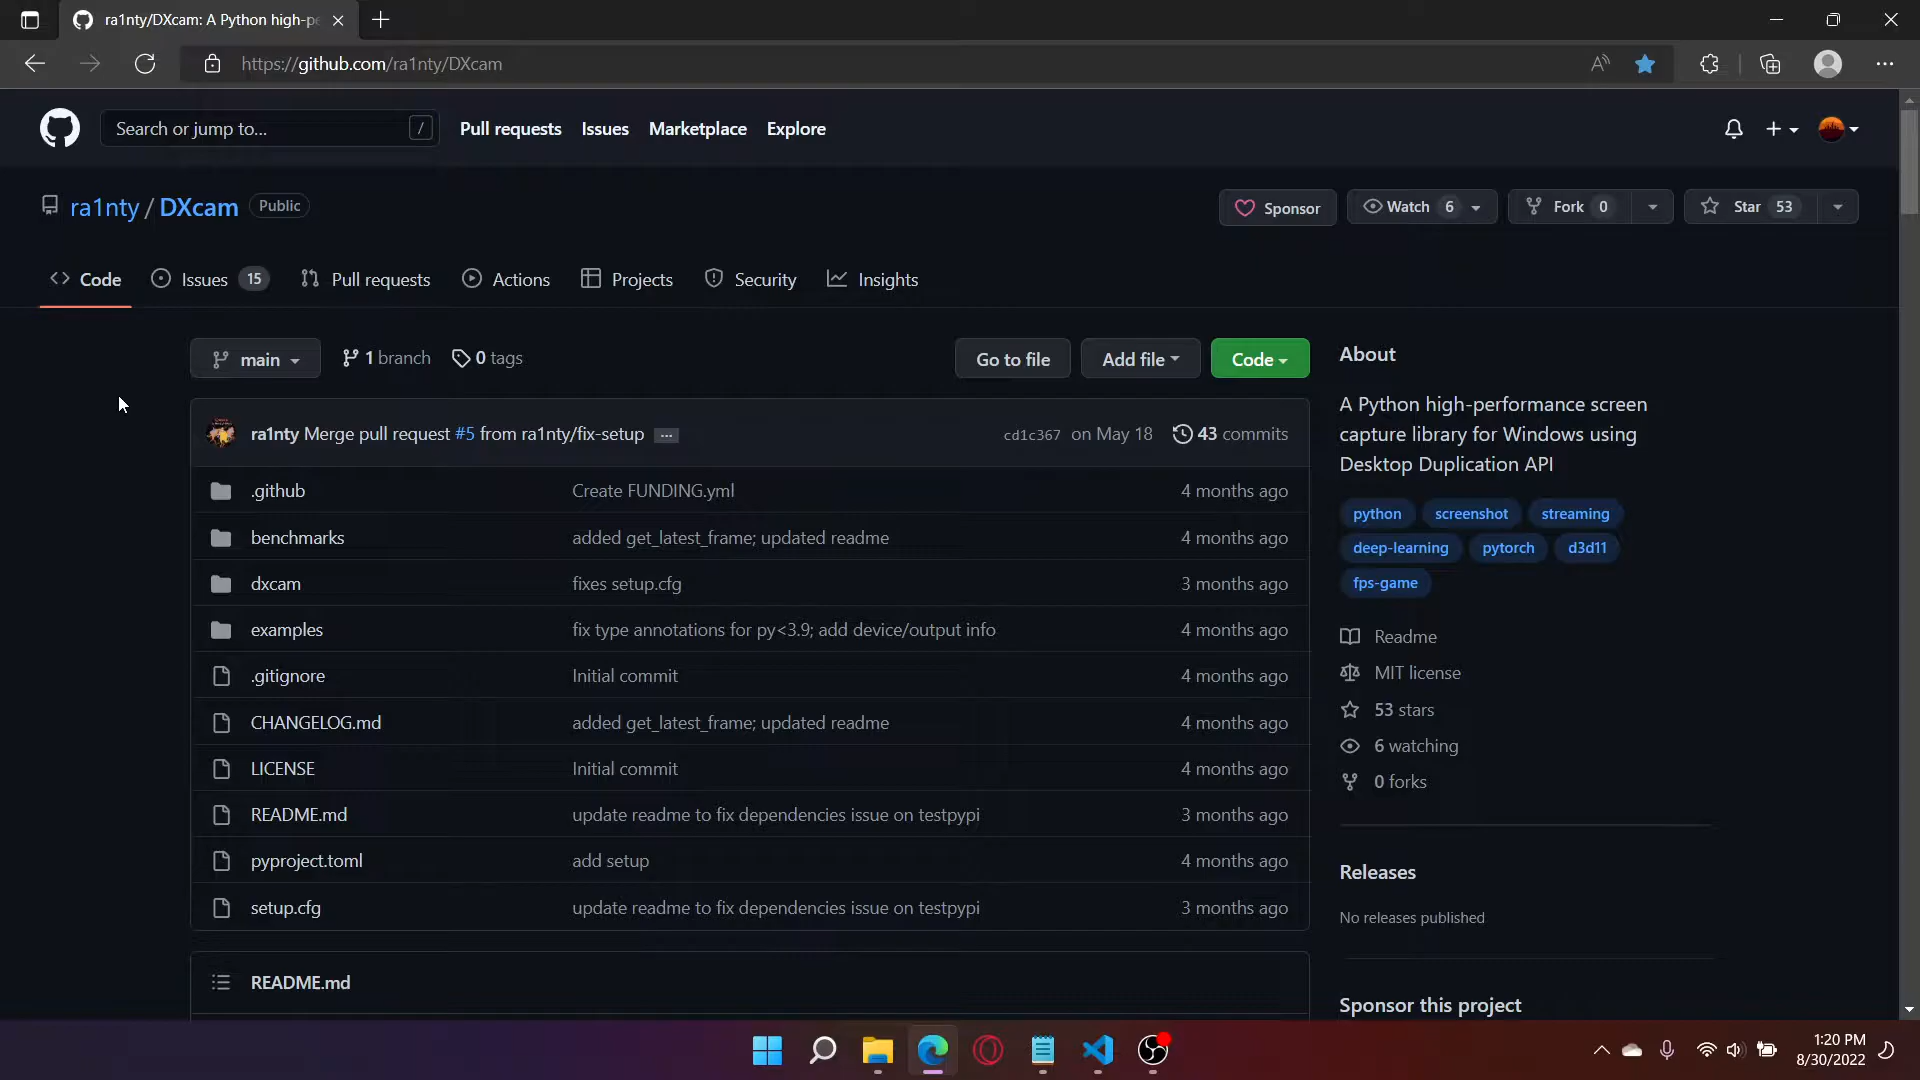 ra1nty/DXcam: A Python high-pe
https://github.com/ra1nty/DXcam
Search or jump to... /
Pull requests Issues Marketplace Explore
ra1nty / DXcam Public
Sponsor Watch 6 Fork 0 Star 53
Code Issues 15 Pull requests Actions Projects Security Insights
main 1 branch 0 tags
Go to file Add file Code
ra1nty Merge pull request #5 from ra1nty/fix-setup ... cd1c367 on May 18 43 commits
.github Create FUNDING.yml 4 months ago
benchmarks added get_latest_frame; updated readme 4 months ago
dxcam fixes setup.cfg 3 months ago
examples fix type annotations for py<3.9; add device/output info 4 months ago
.gitignore Initial commit 4 months ago
CHANGELOG.md added get_latest_frame; updated readme 4 months ago
LICENSE Initial commit 4 months ago
README.md update readme to fix dependencies issue on testpypi 3 months ago
pyproject.toml add setup 4 months ago
setup.cfg update readme to fix dependencies issue on testpypi 3 months ago
README.md
About
A Python high-performance screen
capture library for Windows using
Desktop Duplication API
python screenshot streaming
deep-learning pytorch d3d11
fps-game
Readme
MIT license
53 stars
6 watching
0 forks
Releases
No releases published
Sponsor this project
1:20 PM
8/30/2022